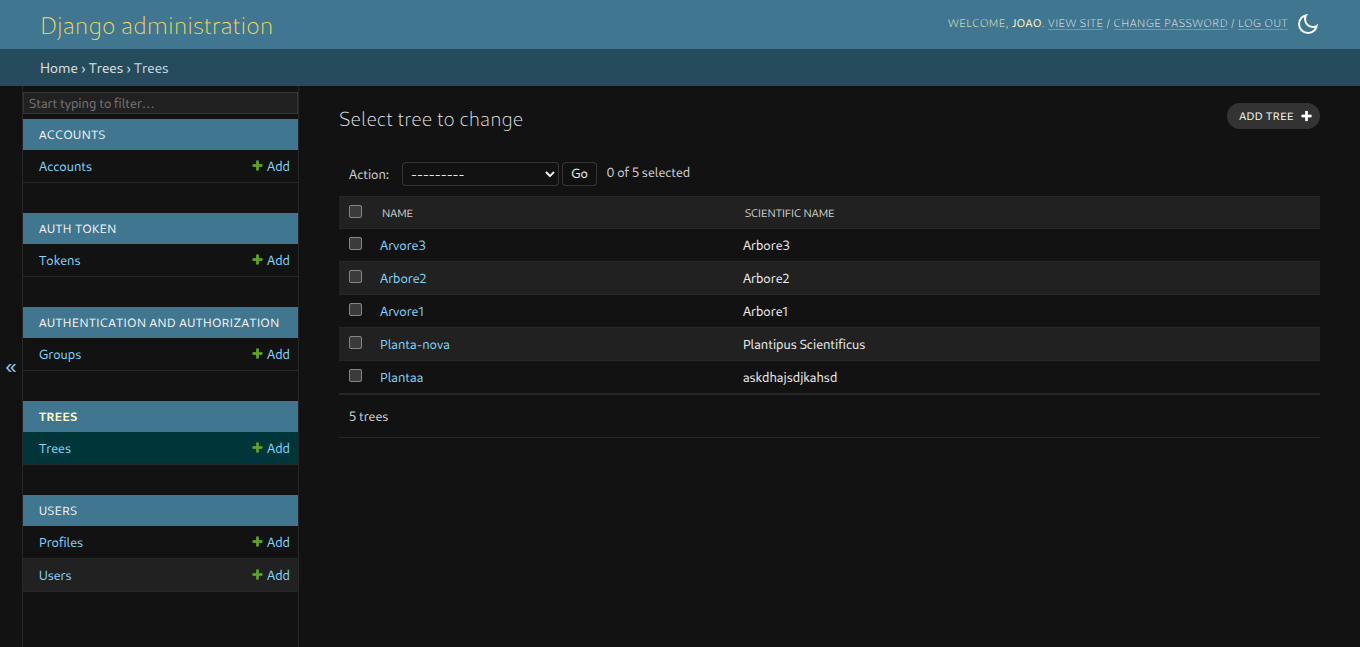 Django administration
WELCOME, JOAO. VIEW SITE / CHANGE PASSWORD / LOG OUT
Home › Trees › Trees
Start typing to filter...
ACCOUNTS
Accounts + Add
AUTH TOKEN
Tokens + Add
AUTHENTICATION AND AUTHORIZATION
Groups + Add
«
TREES
Trees + Add
USERS
Profiles + Add
Users + Add
Select tree to change
ADD TREE +
Action: --------- Go 0 of 5 selected
NAME SCIENTIFIC NAME
Arvore3 Arbore3
Arbore2 Arbore2
Arvore1 Arbore1
Planta-nova Plantipus Scientificus
Plantaa askdhajsdjkahsd
5 trees